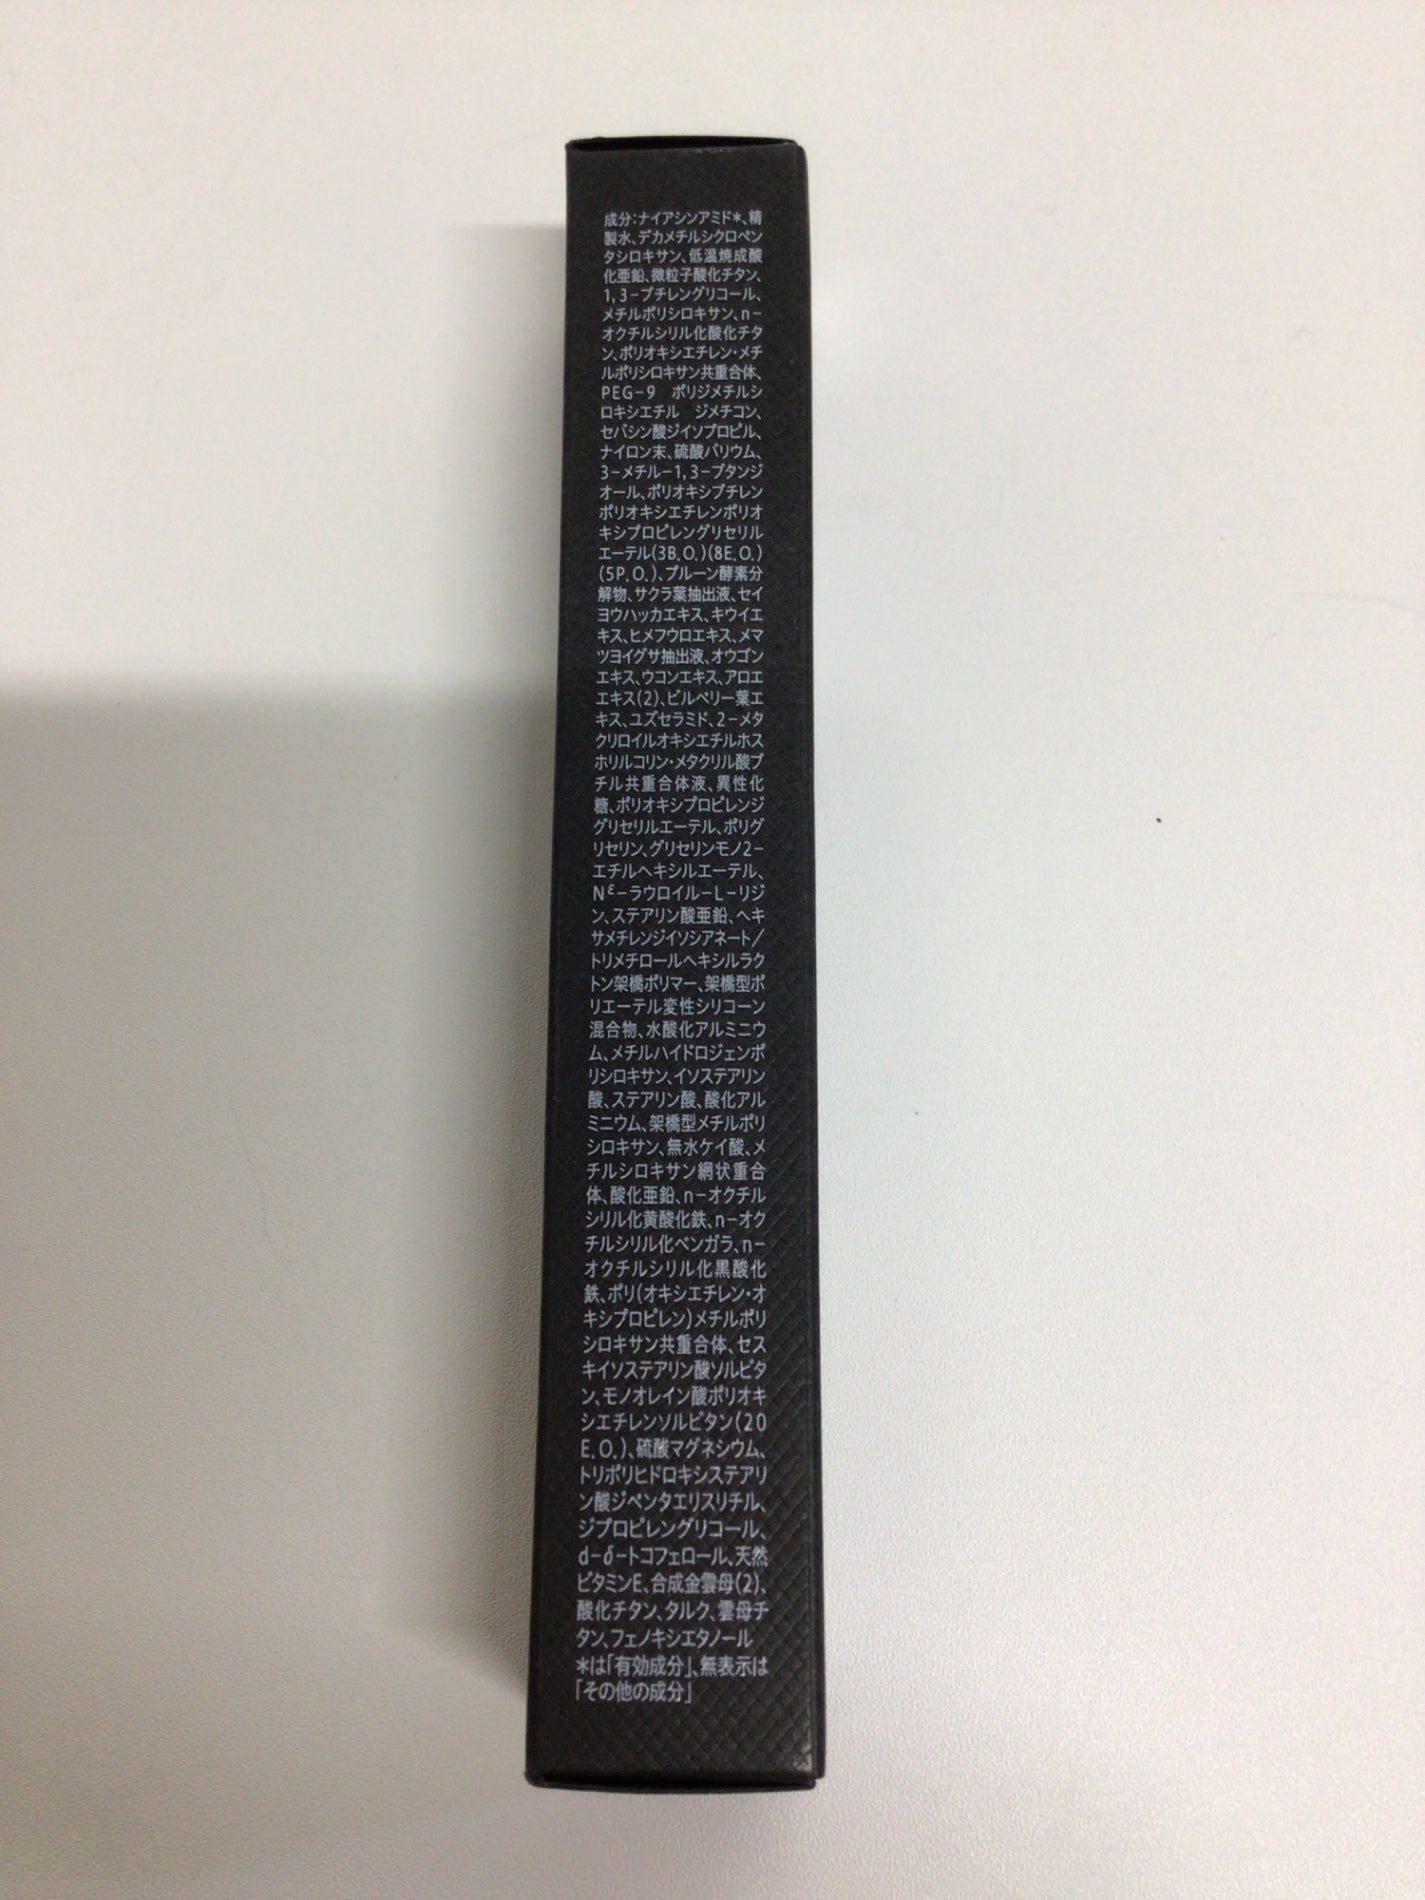 成分：ナイアシンアミド＊、精
製水、デカメチルシクロペン
タシロキサン、低温焼成酸
化亜鉛、微粒子酸化チタン、
1,3-ブチレングリコール、
メチルポリシロキサン、n-
オクチルシリル化酸化チタ
ン、ポリオキシエチレン・メチ
ルポリシロキサン共重合体、
PEG-9　ポリジメチルシ
ロキシエチル　ジメチコン、
セバシン酸ジイソプロピル、
ナイロン末、硫酸バリウム、
3-メチル-1,3-ブタンジ
オール、ポリオキシブチレン
ポリオキシエチレンポリオ
キシプロピレングリセリル
エーテル(3B.O.)(8E.O.)
(5P.O.)、プルーン酵素分
解物、サクラ葉抽出液、セイ
ヨウハッカエキス、キウイエ
キス、ヒメフウロエキス、メマ
ツヨイグサ抽出液、オウゴン
エキス、ウコンエキス、アロエ
エキス(2)、ビルベリー葉エ
キス、ユズセラミド、2-メタ
クリロイルオキシエチルホス
ホリルコリン・メタクリル酸ブ
チル共重合体液、異性化
糖、ポリオキシプロピレンジ
グリセリルエーテル、ポリグ
リセリン、グリセリンモノ2-
エチルヘキシルエーテル、
Nε-ラウロイル-L-リジ
ン、ステアリン酸亜鉛、ヘキ
サメチレンジイソシアネート/
トリメチロールヘキシルラク
トン架橋ポリマー、架橋型ポ
リエーテル変性シリコーン
混合物、水酸化アルミニウ
ム、メチルハイドロジェンポ
リシロキサン、イソステアリン
酸、ステアリン酸、酸化アル
ミニウム、架橋型メチルポリ
シロキサン、無水ケイ酸、メ
チルシロキサン網状重合
体、酸化亜鉛、n-オクチル
シリル化黄酸化鉄、n-オク
チルシリル化ベンガラ、n-
オクチルシリル化黒酸化
鉄、ポリ(オキシエチレン・オ
キシプロピレン)メチルポリ
シロキサン共重合体、セス
キイソステアリン酸ソルビタ
ン、モノオレイン酸ポリオキ
シエチレンソルビタン(20
E.O.)、硫酸マグネシウム、
トリポリヒドロキシステアリ
ン酸ジペンタエリスリチル、
ジプロピレングリコール、
d-δ-トコフェロール、天然
ビタミンE、合成金雲母(2)、
酸化チタン、タルク、雲母チ
タン、フェノキシエタノール
＊は「有効成分」、無表示は
「その他の成分」